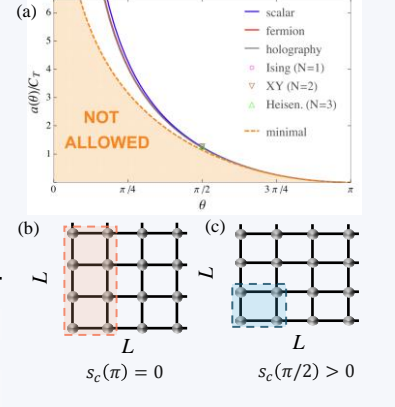 (a)
6
5
4
3
2
1
a(θ)/C_T
scalar
fermion
holography
Ising (N=1)
XY (N=2)
Heisen. (N=3)
minimal
NOT
ALLOWED
0 π/4 π/2 3π/4 π
θ
(b) (c)
L L
L L
s_c(π) = 0 s_c(π/2) > 0